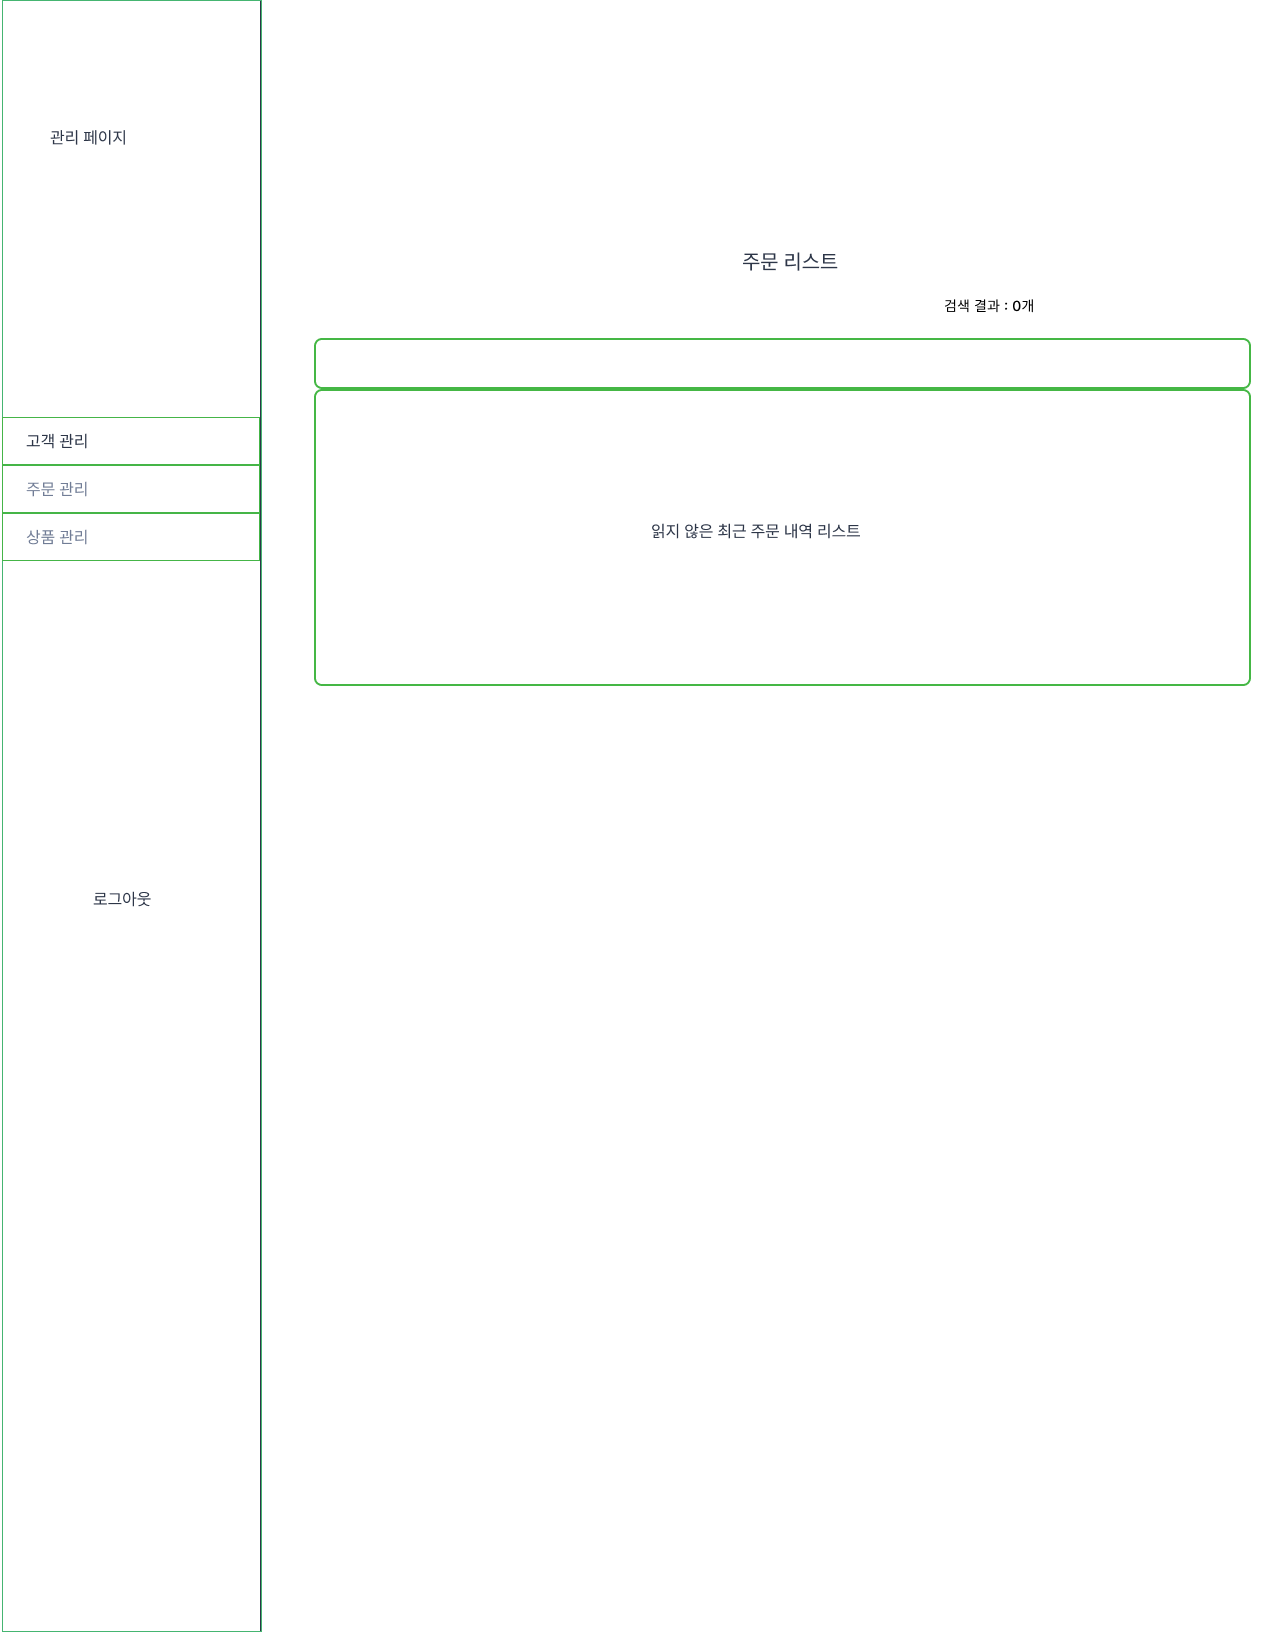 관리 페이지
주문 리스트
검색 결과 : 0개
고객 관리
주문 관리
상품 관리
읽지 않은 최근 주문 내역 리스트
로그아웃